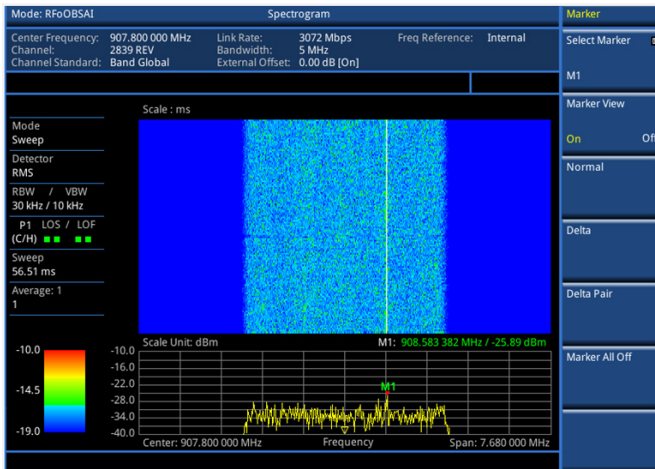 Mode: RFoOBSAI
Spectrogram
Marker
Center Frequency: 907.800 000 MHz
Link Rate: 3072 Mbps
Freq Reference: Internal
Channel: 2839 REV
Bandwidth: 5 MHz
Channel Standard: Band Global
External Offset: 0.00 dB [On]
Select Marker
M1
Marker View
On Off
Normal
Delta
Delta Pair
Marker All Off
Scale : ms
Mode
Sweep
Detector
RMS
RBW / VBW
30 kHz / 10 kHz
P1 LOS / LOF
(C/H)
Sweep
56.51 ms
Average: 1
1
-10.0
-14.5
-19.0
Scale Unit: dBm
M1: 908.583 382 MHz / -25.89 dBm
-10.0
-16.0
-22.0
-28.0
-34.0
-40.0
M1
Center: 907.800 000 MHz
Frequency
Span: 7.680 000 MHz